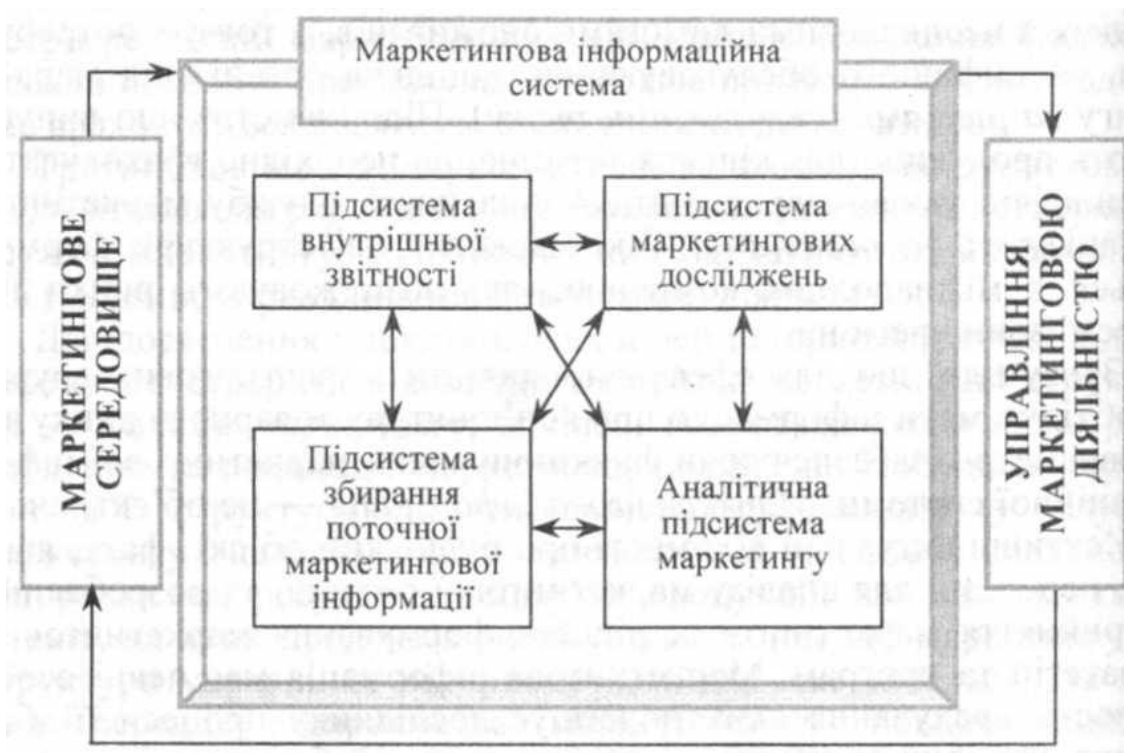 Маркетингова інформаційна
система
МАРКЕТИНГОВЕ
СЕРЕДОВИЩЕ
Підсистема
внутрішньої
звітності
Підсистема
маркетингових
досліджень
Підсистема
збирання
поточної
маркетингової
інформації
Аналітична
підсистема
маркетингу
УПРАВЛІННЯ
МАРКЕТИНГОВОЮ
ДІЯЛЬНІСТЮ